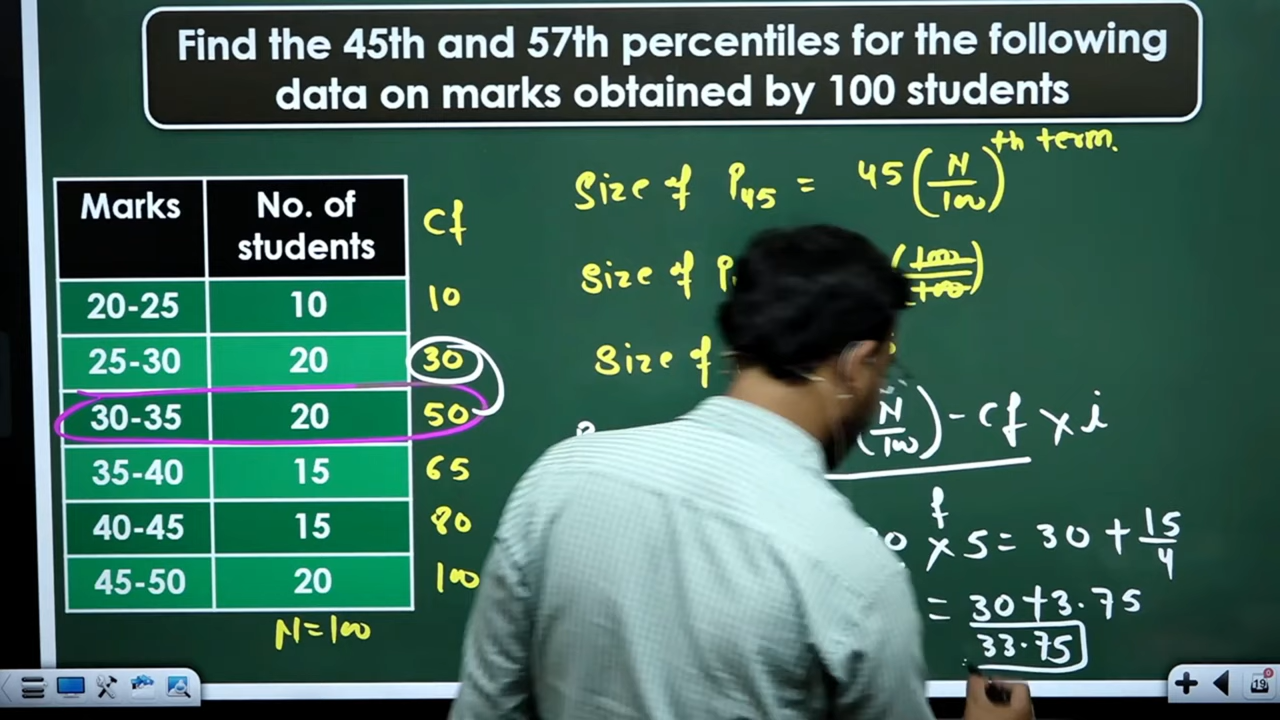 Find the 45th and 57th percentiles for the following
data on marks obtained by 100 students
Marks No. of students Cf
20-25 10 10
25-30 20 30
30-35 20 50
35-40 15 65
40-45 15 80
45-50 20 100
N=100
Size of P45 = 45(N/100)th term.
Size of P (100/100)
Size of
(N/100) - cf × i
f
× 5 = 30 + 15/4
= 30 + 3.75
33.75
19